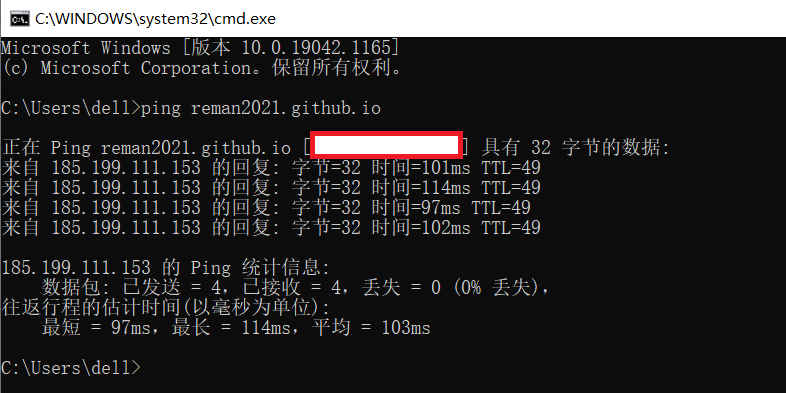 C:\WINDOWS\system32\cmd.exe
Microsoft Windows [版本 10.0.19042.1165]
(c) Microsoft Corporation。保留所有权利。
C:\Users\dell>ping reman2021.github.io
正在 Ping reman2021.github.io [ ] 具有 32 字节的数据:
来自 185.199.111.153 的回复: 字节=32 时间=101ms TTL=49
来自 185.199.111.153 的回复: 字节=32 时间=114ms TTL=49
来自 185.199.111.153 的回复: 字节=32 时间=97ms TTL=49
来自 185.199.111.153 的回复: 字节=32 时间=102ms TTL=49
185.199.111.153 的 Ping 统计信息:
数据包: 已发送 = 4，已接收 = 4，丢失 = 0 (0% 丢失)，
往返行程的估计时间(以毫秒为单位):
最短 = 97ms，最长 = 114ms，平均 = 103ms
C:\Users\dell>